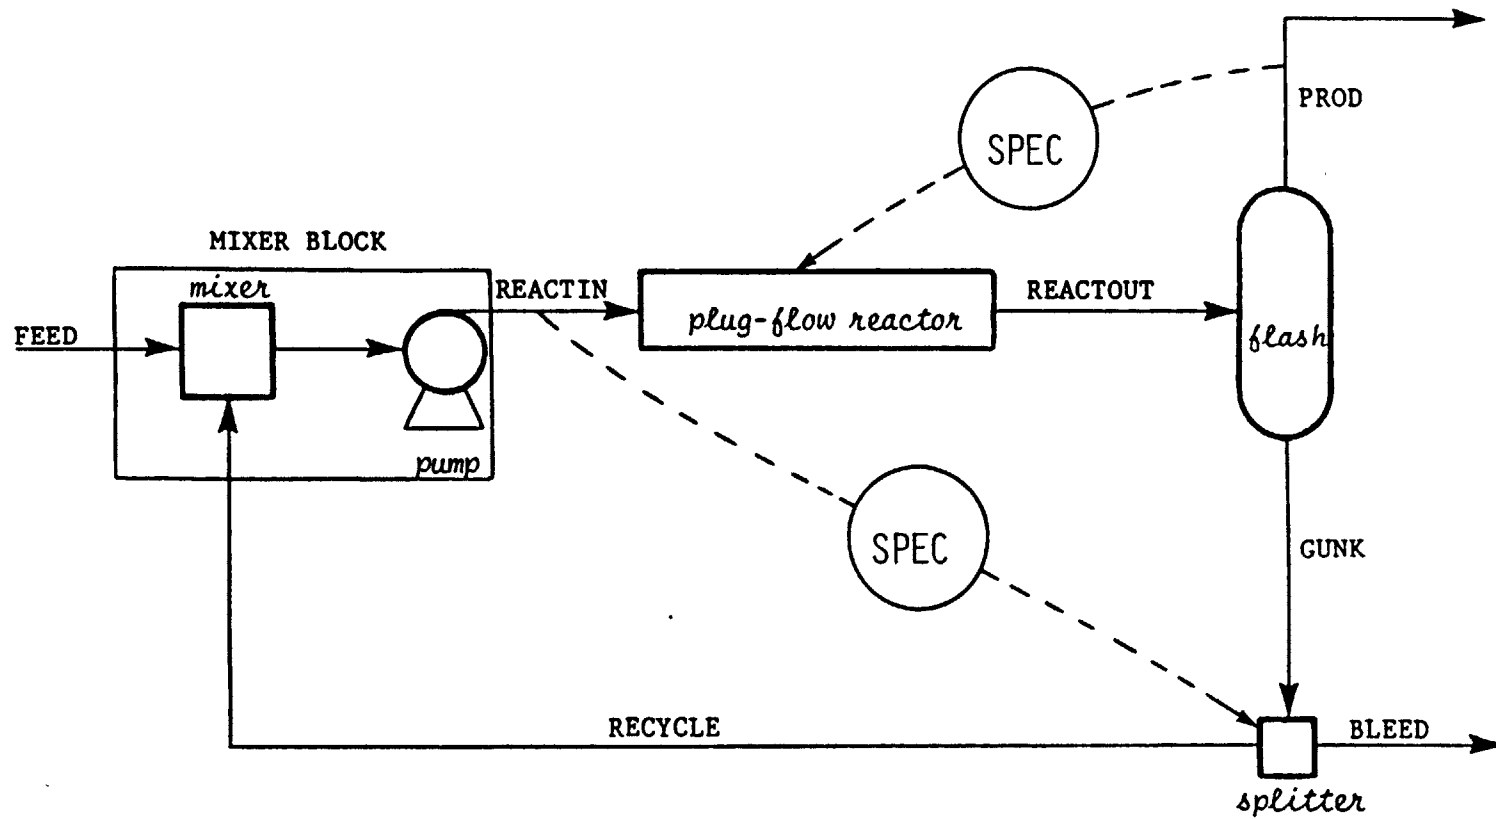 PROD
SPEC
MIXER BLOCK
mixer
REACTIN
REACTOUT
FEED
plug-flow reactor
flash
pump
SPEC
GUNK
RECYCLE
BLEED
splitter